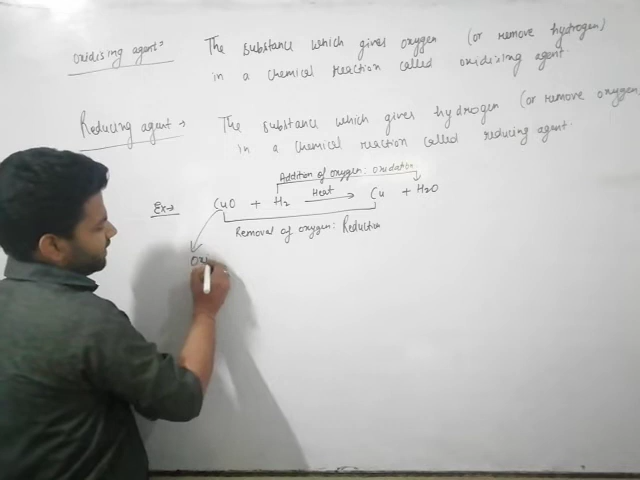 Oxidising agent:
The substance which gives oxygen (or remove hydrogen)
in a chemical reaction called oxidising agent.
Reducing agent →
The substance which gives hydrogen (or remove oxygen
in a chemical reaction called reducing agent.
Addition of oxygen: oxidation
Ex→ CuO + H2 Heat → Cu + H2O
Removal of oxygen: Reduction
Oxi